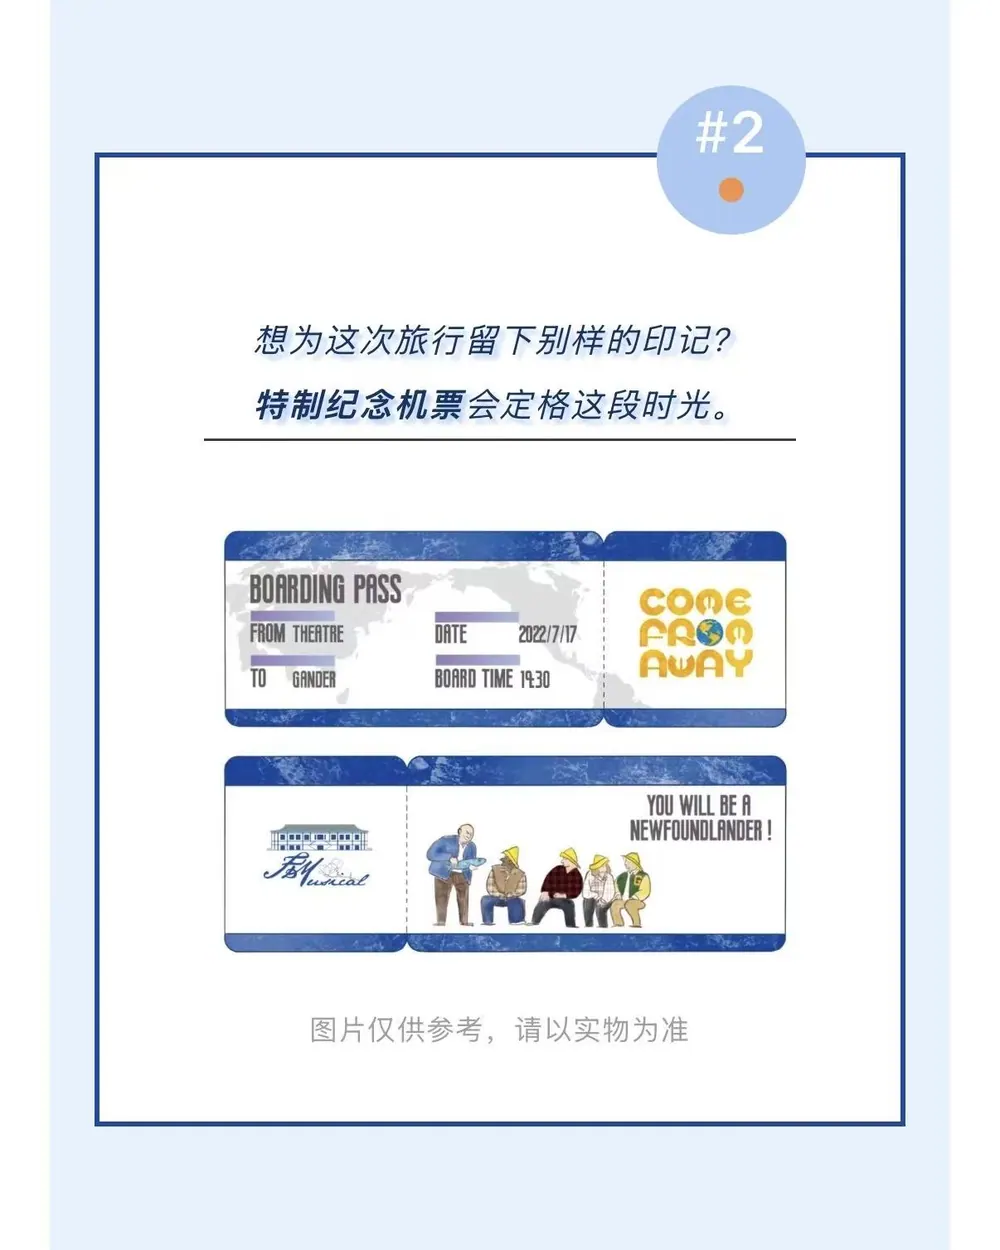 #2
想为这次旅行留下别样的印记?
特制纪念机票会定格这段时光。
BOARDING PASS
FROM THEATRE
DATE 2022/7/17
TO GANDER
BOARD TIME 19:30
COME
FROM
AWAY
YOU WILL BE A
NEWFOUNDLANDER !
Musical
图片仅供参考，请以实物为准